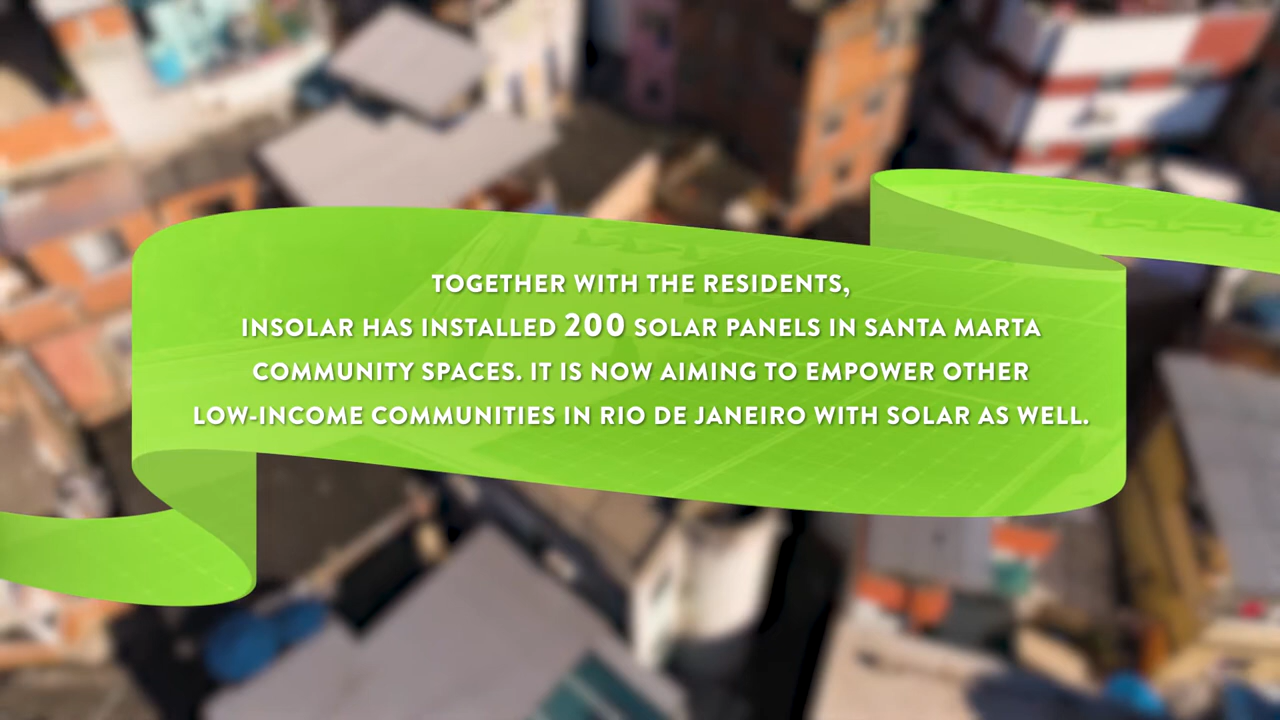 TOGETHER WITH THE RESIDENTS,
INSOLAR HAS INSTALLED 200 SOLAR PANELS IN SANTA MARTA
COMMUNITY SPACES. IT IS NOW AIMING TO EMPOWER OTHER
LOW-INCOME COMMUNITIES IN RIO DE JANEIRO WITH SOLAR AS WELL.